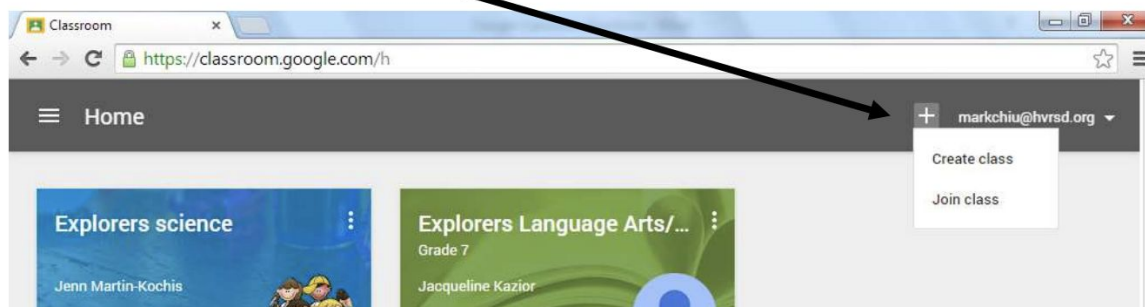 Classroom
https://classroom.google.com/h
Home
markchiu@hvrsd.org
Create class
Join class
Explorers science
Jenn Martin-Kochis
Explorers Language Arts/...
Grade 7
Jacqueline Kazior